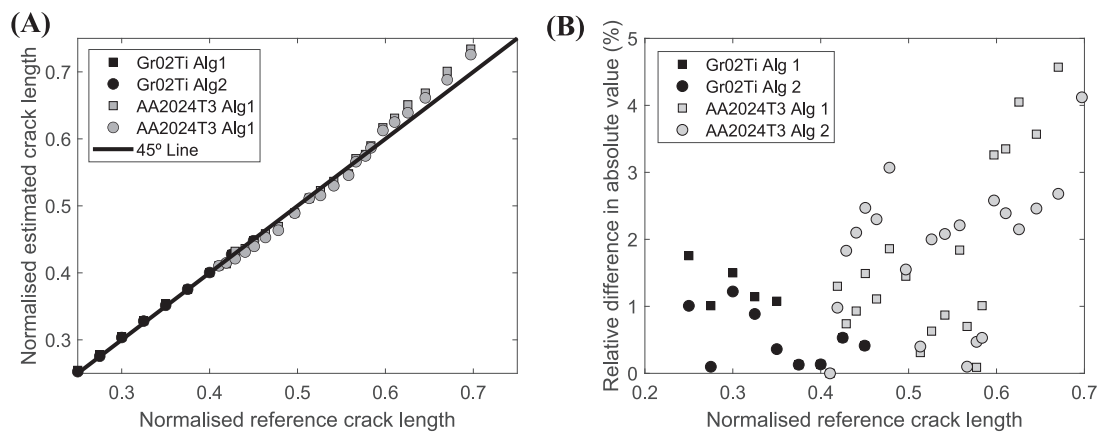 (A)
Normalised estimated crack length
0.7
0.6
0.5
0.4
0.3
Gr02Ti Alg1
Gr02Ti Alg2
AA2024T3 Alg1
AA2024T3 Alg1
45º Line
0.3 0.4 0.5 0.6 0.7
Normalised reference crack length
(B)
Relative difference in absolute value (%)
5
4
3
2
1
0
Gr02Ti Alg 1
Gr02Ti Alg 2
AA2024T3 Alg 1
AA2024T3 Alg 2
0.2 0.3 0.4 0.5 0.6 0.7
Normalised reference crack length